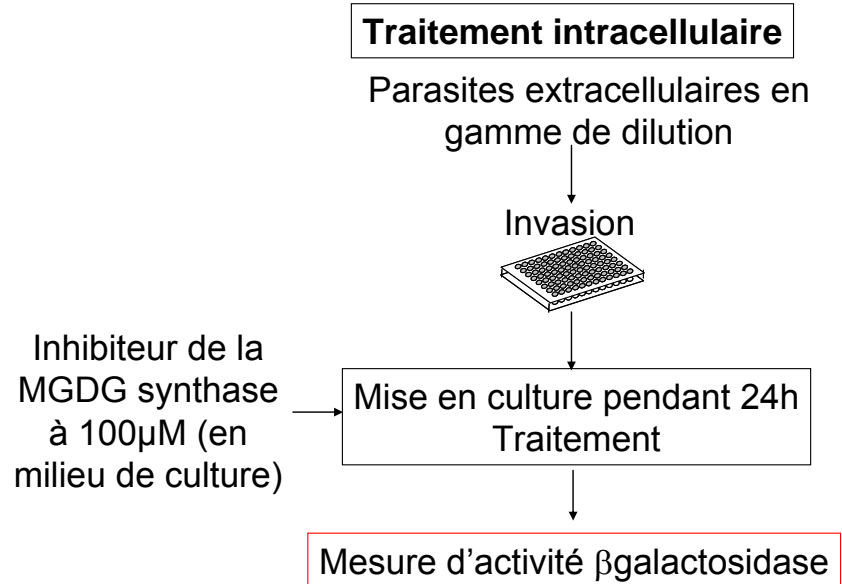 Traitement intracellulaire
Parasites extracellulaires en
gamme de dilution
Invasion
Inhibiteur de la
MGDG synthase
à 100µM (en
milieu de culture)
Mise en culture pendant 24h
Traitement
Mesure d'activité βgalactosidase